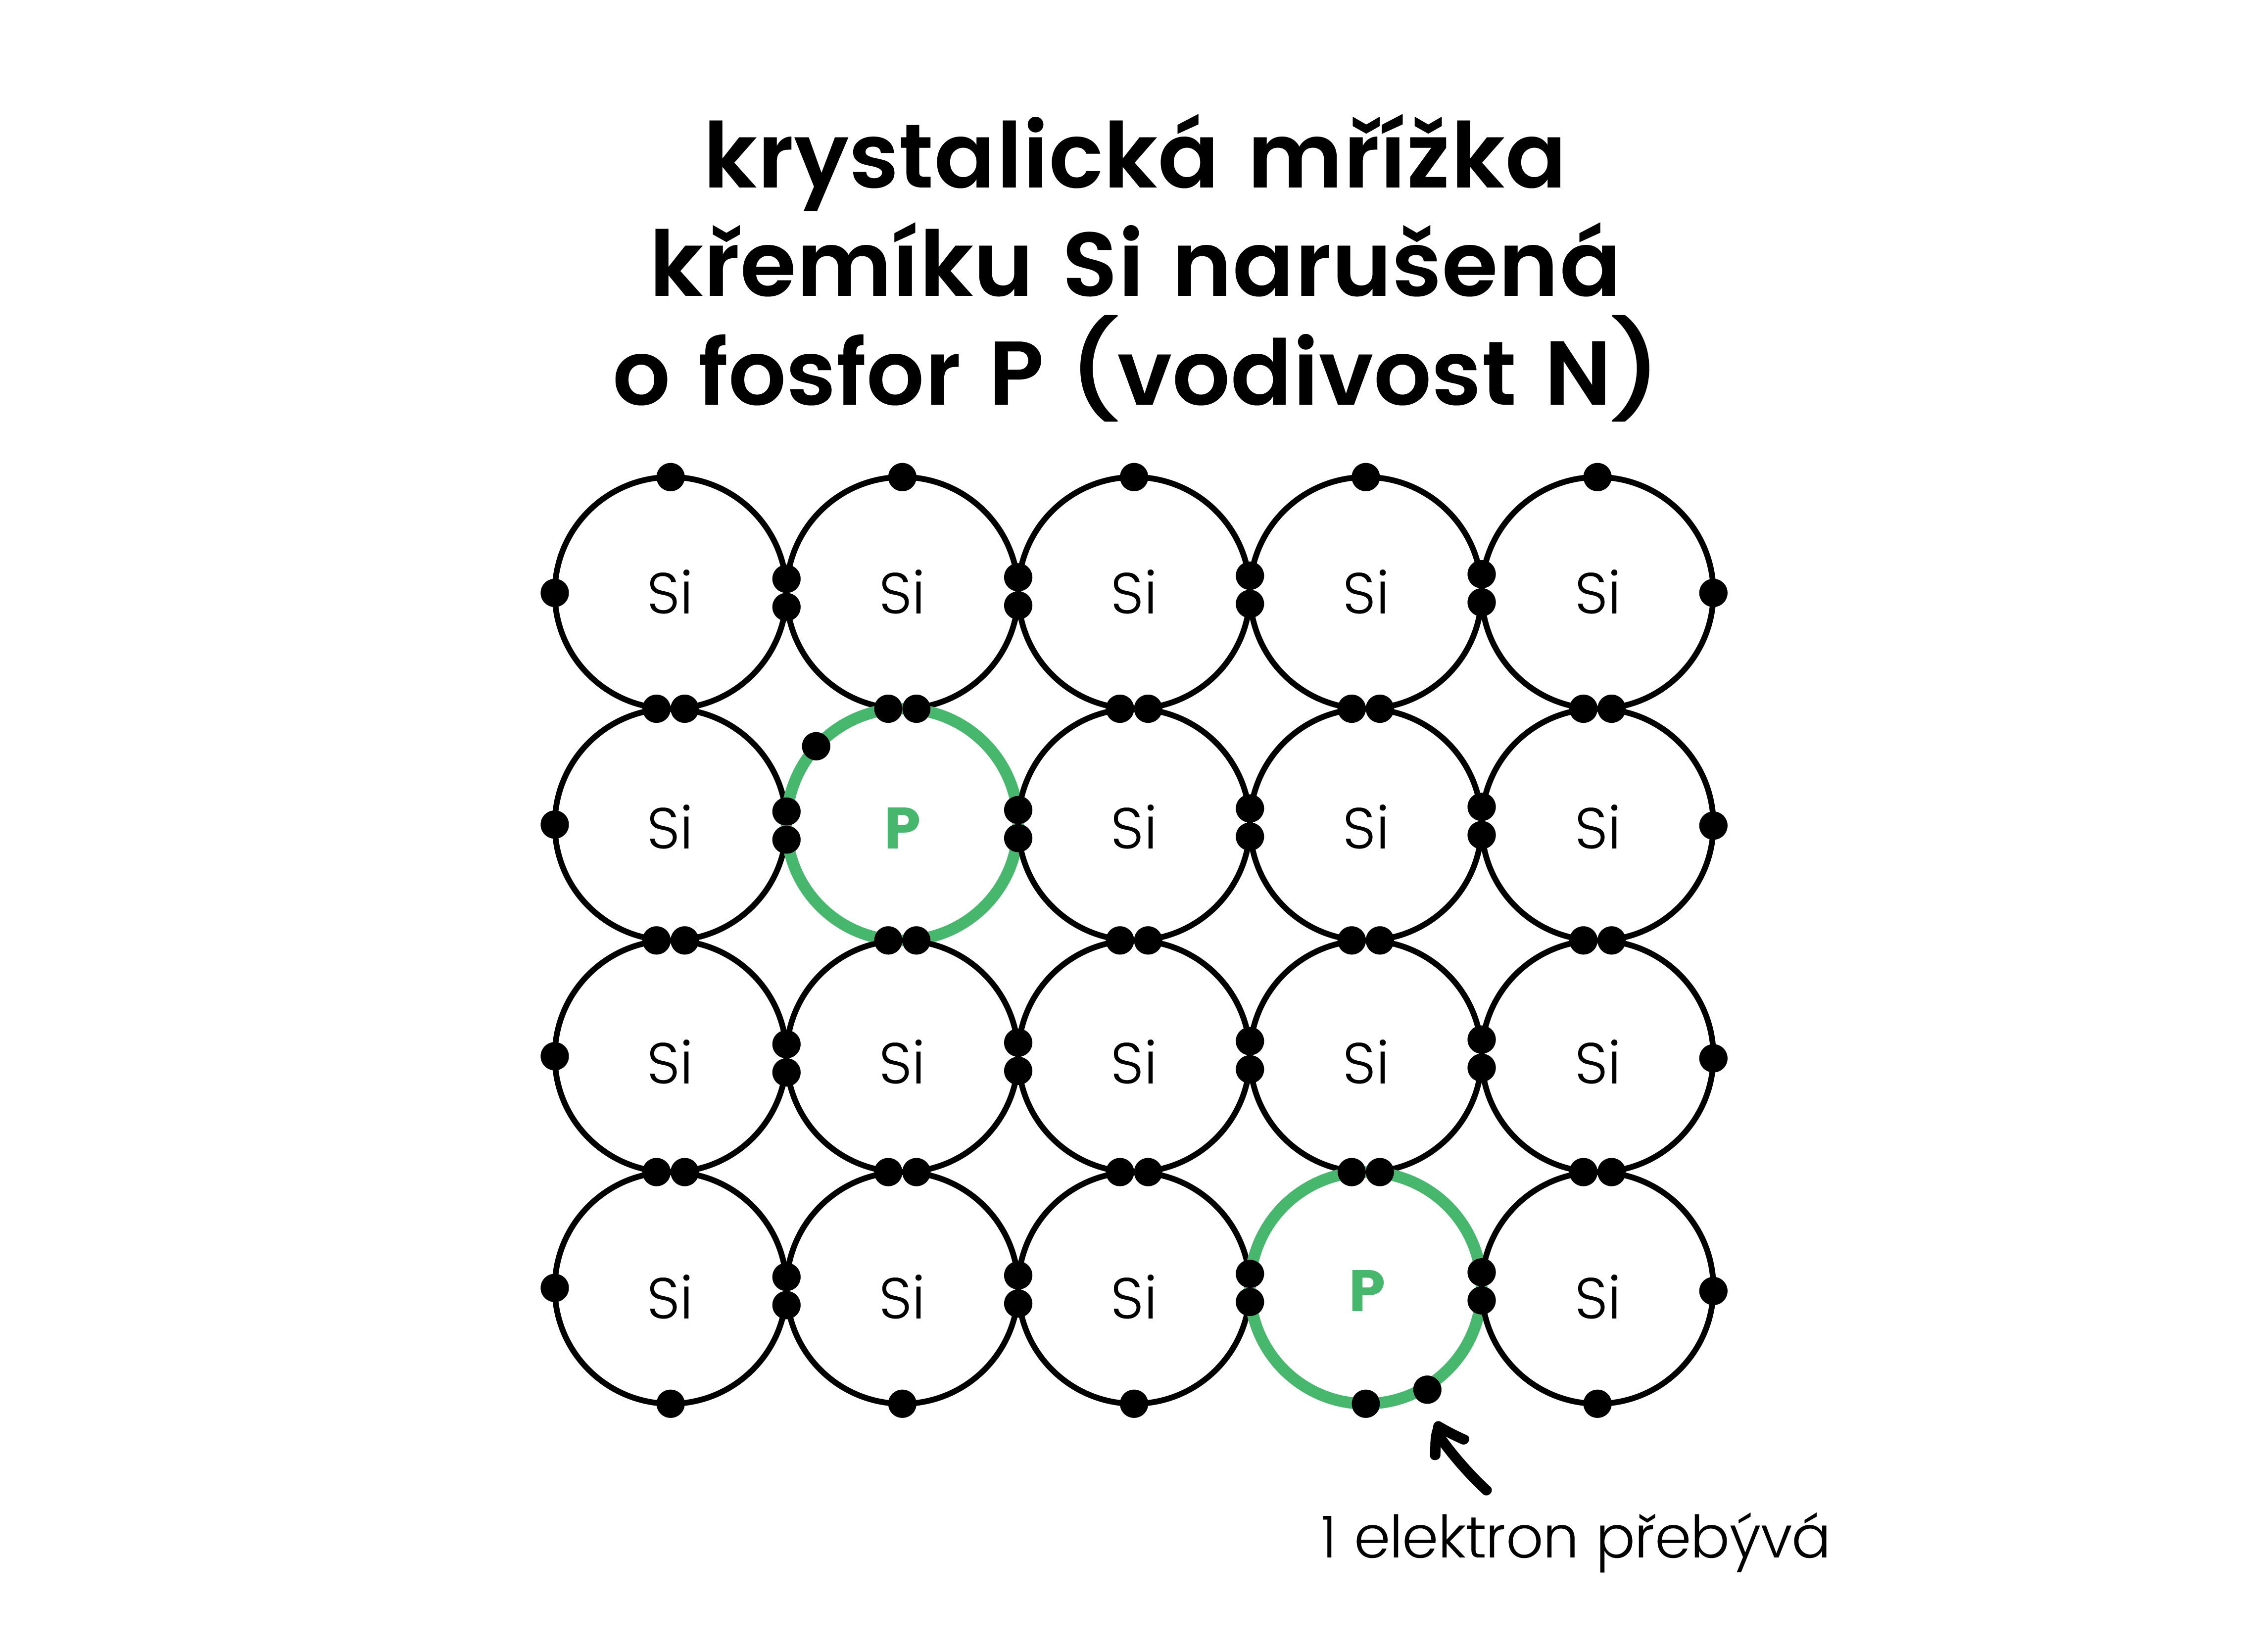 krystalická mřížka
křemíku Si narušená
o fosfor P (vodivost N)
Si Si Si Si Si
Si P Si Si Si
Si Si Si Si Si
Si Si Si P Si
1 elektron přebývá